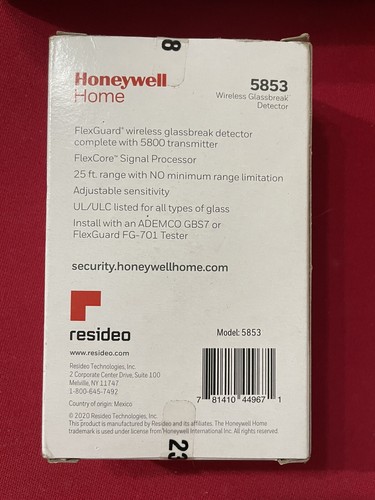 8
Honeywell
Home
5853
Wireless Glassbreak
Detector
FlexGuard® wireless glassbreak detector
complete with 5800 transmitter
FlexCore™ Signal Processor
25 ft. range with NO minimum range limitation
Adjustable sensitivity
UL/ULC listed for all types of glass
Install with an ADEMCO GBS7 or
FlexGuard FG-701 Tester
security.honeywellhome.com
resideo
www.resideo.com
Resideo Technologies, Inc.
2 Corporate Center Drive, Suite 100
Melville, NY 11747
1-800-645-7492
Country of origin: Mexico
Model: 5853
7 81410 44967 1
© 2020 Resideo Technologies, Inc.
This product is manufactured by Resideo and its affiliates. The Honeywell Home
trademark is used under license from Honeywell International Inc. All rights reserved.
23